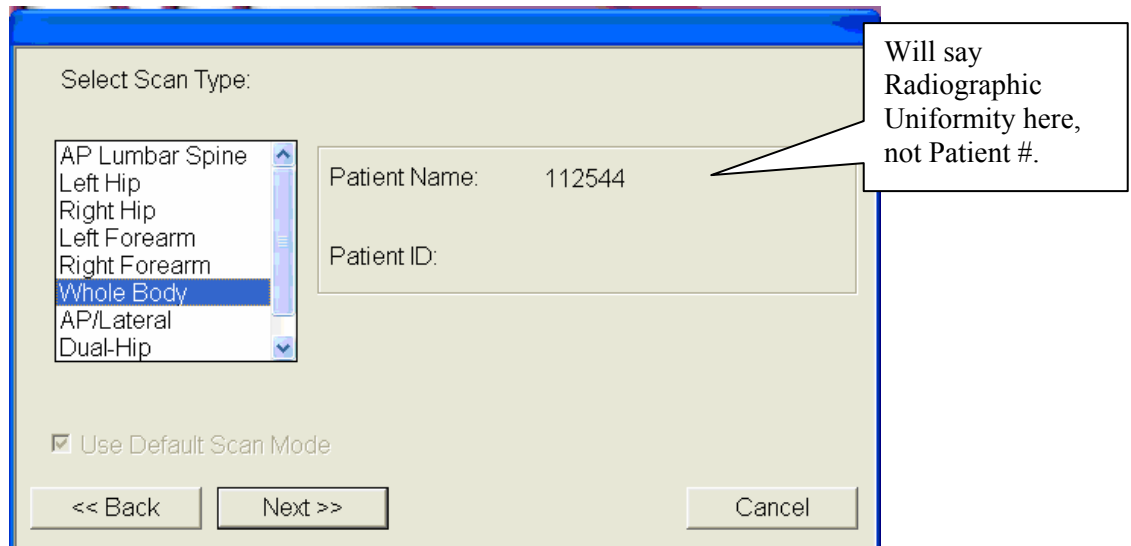 Select Scan Type:
AP Lumbar Spine
Left Hip
Right Hip
Left Forearm
Right Forearm
Whole Body
AP/Lateral
Dual-Hip
Patient Name: 112544
Patient ID:
Will say
Radiographic
Uniformity here,
not Patient #.
Use Default Scan Mode
<< Back
Next >>
Cancel